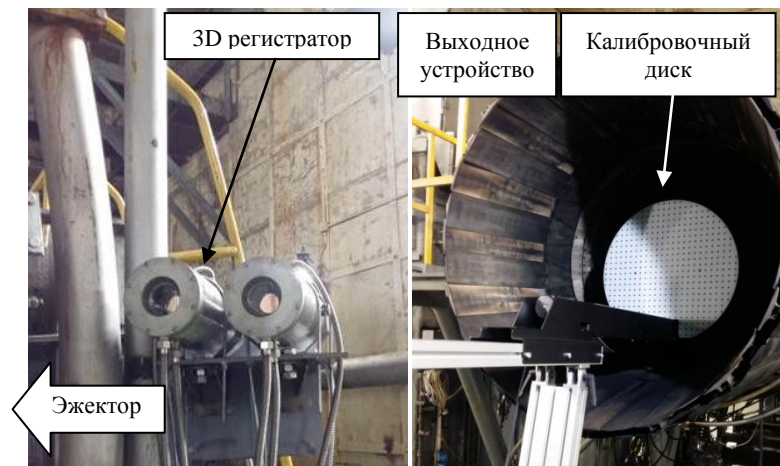 3D регистратор
Выходное
устройство
Калибровочный
диск
Эжектор